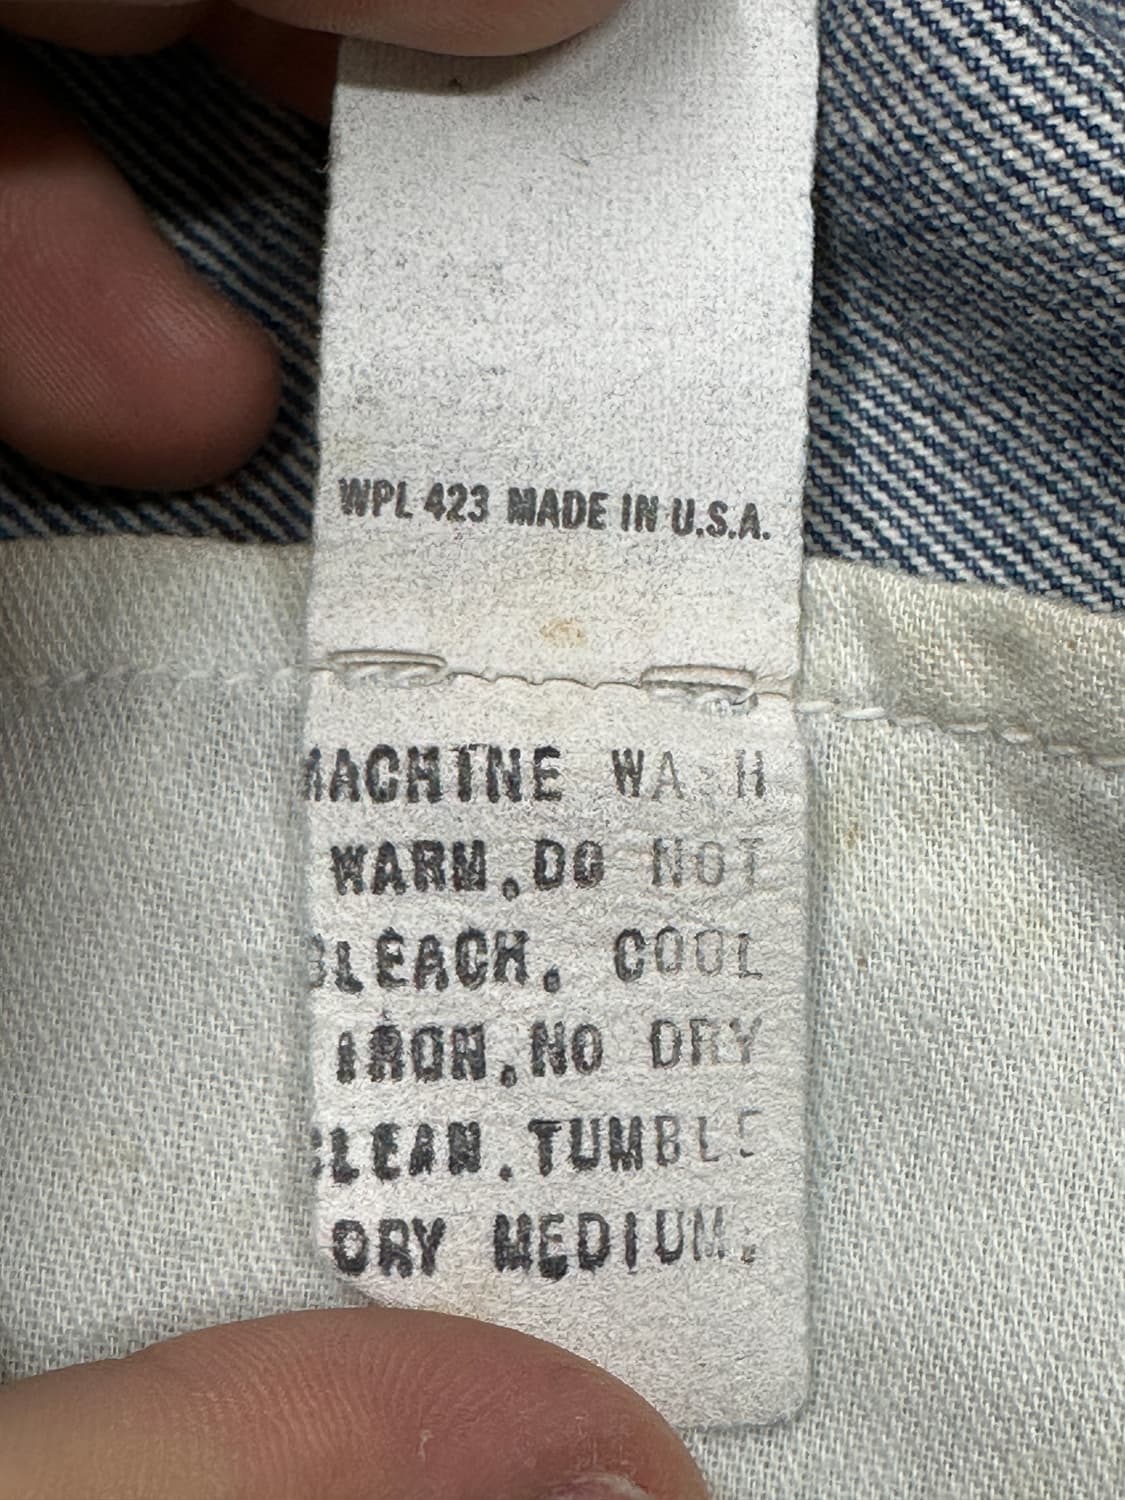 WPL 423 MADE IN U.S.A.
MACHINE WASH
WARM.DO NOT
BLEACH. COOL
IRON.NO DRY
CLEAN.TUMBLE
DRY MEDIUM.